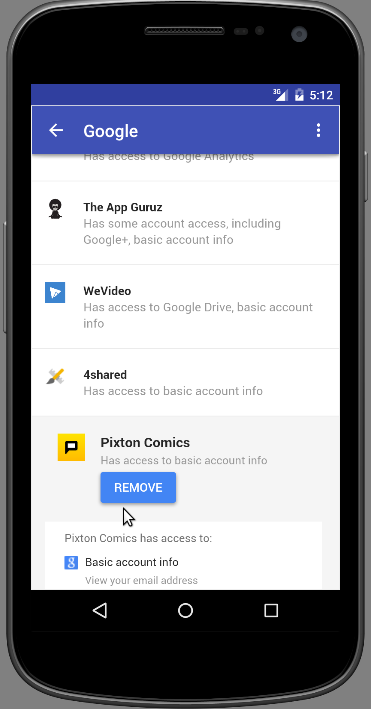 3G 5:12
Google
Has access to Google Analytics
The App Guruz
Has some account access, including
Google+, basic account info
WeVideo
Has access to Google Drive, basic account
info
4shared
Has access to basic account info
Pixton Comics
Has access to basic account info
REMOVE
Pixton Comics has access to:
g Basic account info
View your email address